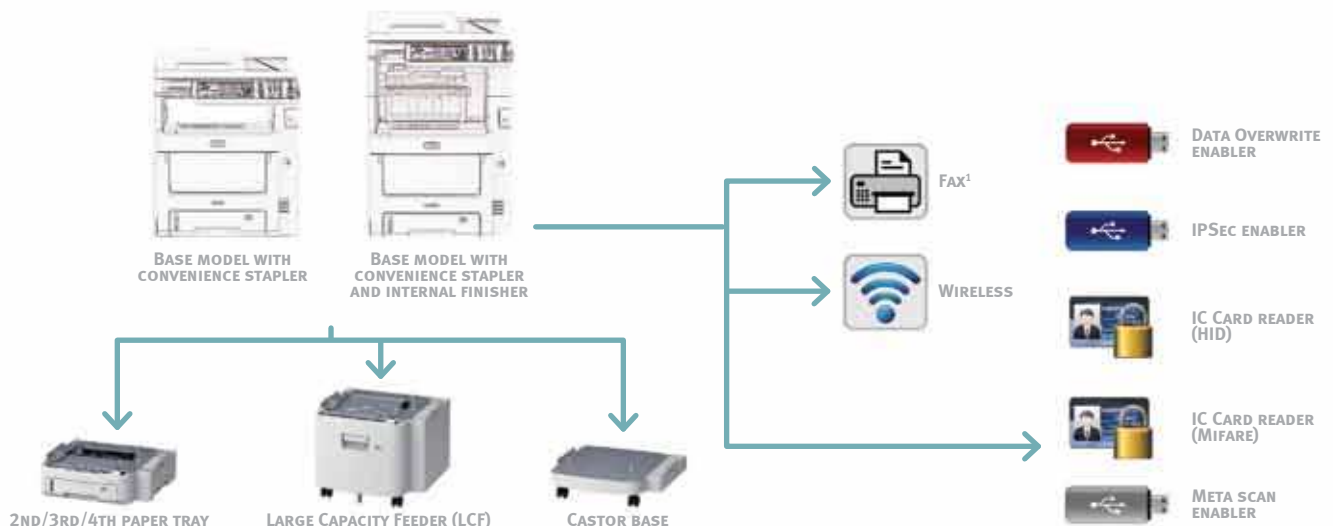 Base model with
convenience stapler
Base model with
convenience stapler
and internal finisher
Fax¹
Wireless
Data Overwrite
enabler
IPSec enabler
IC Card reader
(HID)
IC Card reader
(Mifare)
Meta scan
enabler
2nd/3rd/4th paper tray
Large Capacity Feeder (LCF)
Castor base